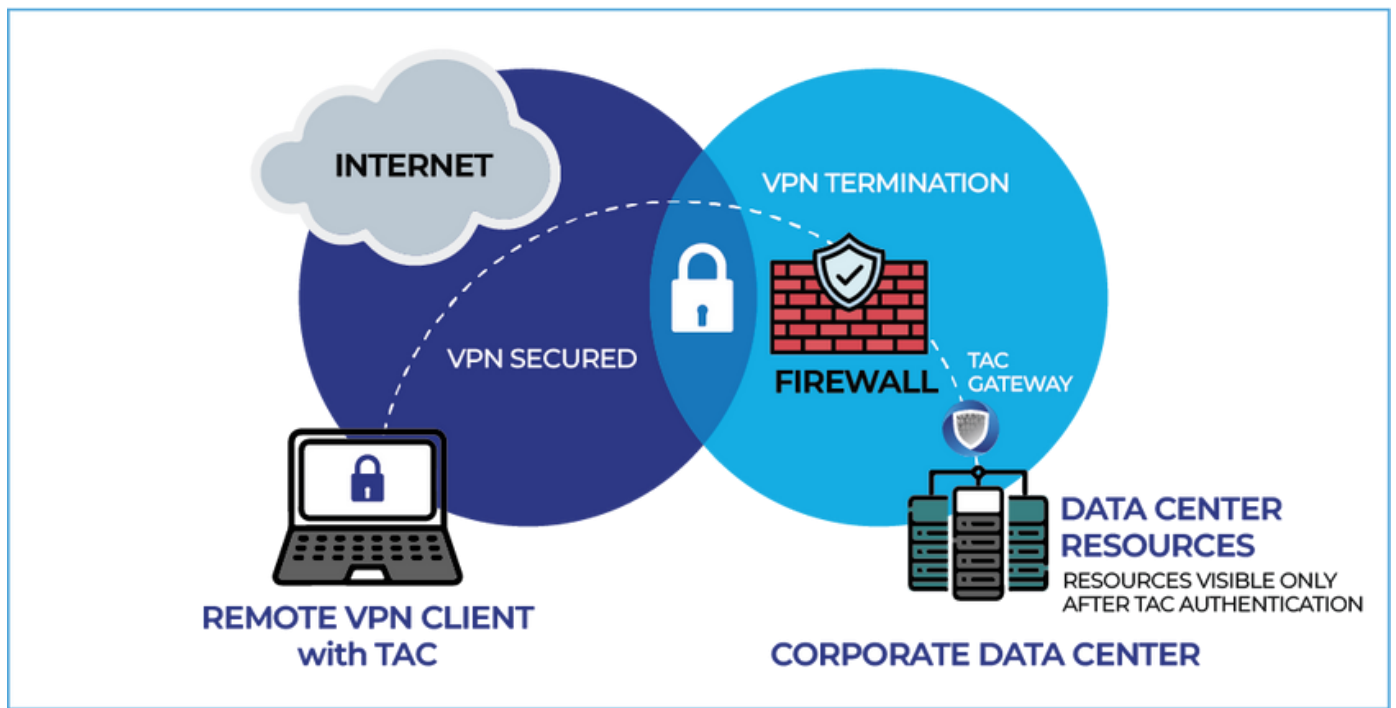 INTERNET
VPN TERMINATION
VPN SECURED
FIREWALL
TAC
GATEWAY
REMOTE VPN CLIENT
with TAC
DATA CENTER
RESOURCES
RESOURCES VISIBLE ONLY
AFTER TAC AUTHENTICATION
CORPORATE DATA CENTER